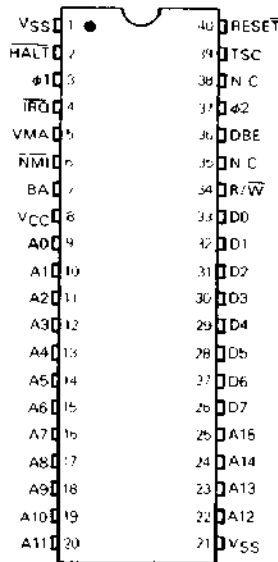 VSS 1 40 RESET
HALT 2 39 TSC
ϕ1 3 38 N C
IRQ 4 37 ϕ2
VMA 5 36 DBE
NMI 6 35 N C
BA 7 34 R/W
VCC 8 33 D0
A0 9 32 D1
A1 10 31 D2
A2 11 30 D3
A3 12 29 D4
A4 13 28 D5
A5 14 27 D6
A6 15 26 D7
A7 16 25 A15
A8 17 24 A14
A9 18 23 A13
A10 19 22 A12
A11 20 21 VSS